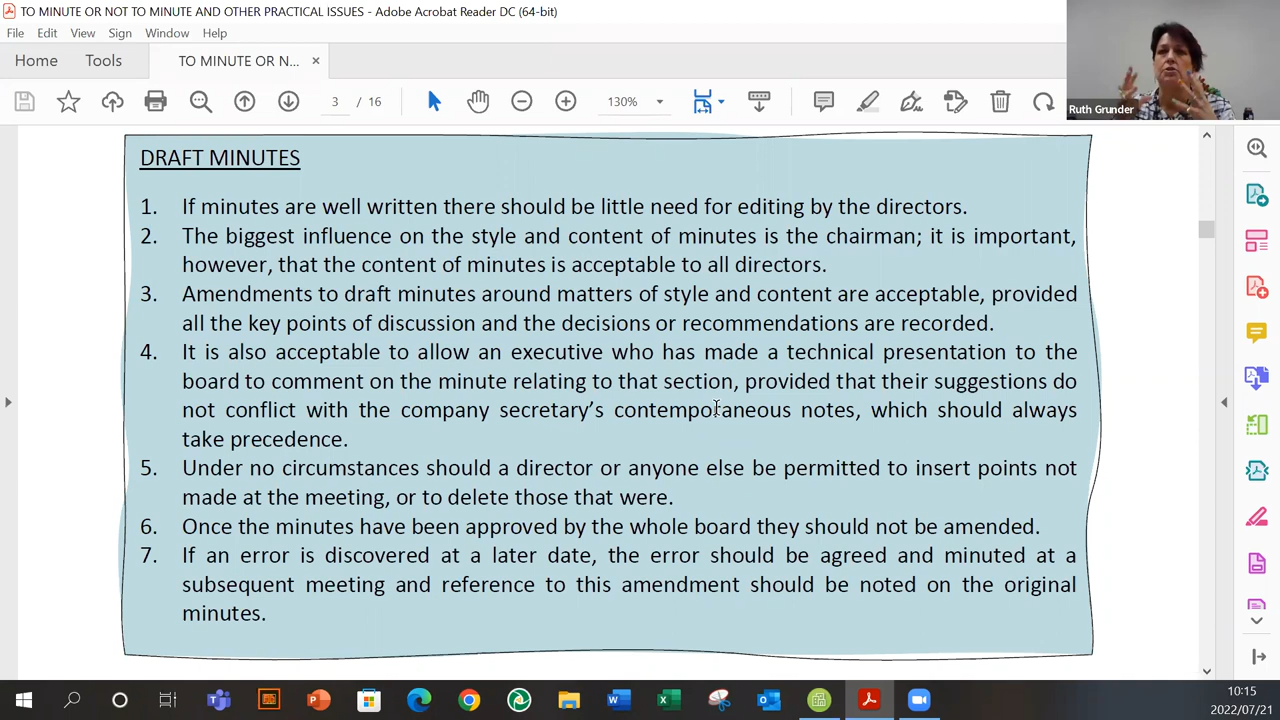 TO MINUTE OR NOT TO MINUTE AND OTHER PRACTICAL ISSUES - Adobe Acrobat Reader DC (64-bit)
File Edit View Sign Window Help
Home Tools TO MINUTE OR N... ×
3 / 16 130%
Ruth Grunder
DRAFT MINUTES
1. If minutes are well written there should be little need for editing by the directors.
2. The biggest influence on the style and content of minutes is the chairman; it is important,
however, that the content of minutes is acceptable to all directors.
3. Amendments to draft minutes around matters of style and content are acceptable, provided
all the key points of discussion and the decisions or recommendations are recorded.
4. It is also acceptable to allow an executive who has made a technical presentation to the
board to comment on the minute relating to that section, provided that their suggestions do
not conflict with the company secretary’s contemporaneous notes, which should always
take precedence.
5. Under no circumstances should a director or anyone else be permitted to insert points not
made at the meeting, or to delete those that were.
6. Once the minutes have been approved by the whole board they should not be amended.
7. If an error is discovered at a later date, the error should be agreed and minuted at a
subsequent meeting and reference to this amendment should be noted on the original
minutes.
10:15
2022/07/21